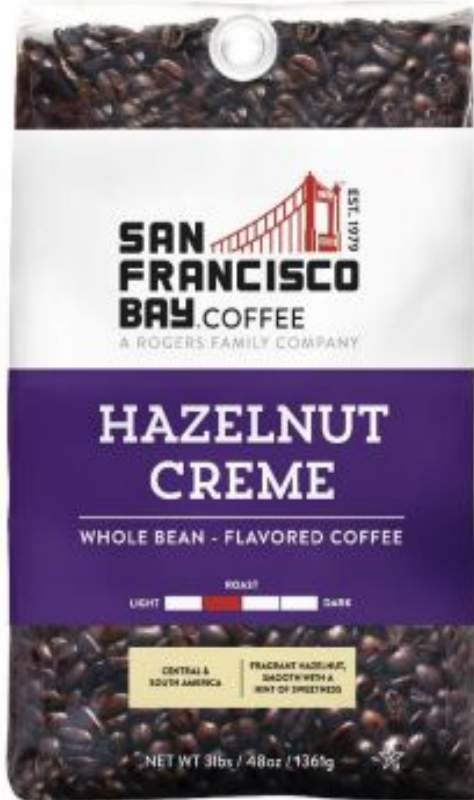 EST. 1979
SAN
FRANCISCO
BAY.COFFEE
A ROGERS FAMILY COMPANY
HAZELNUT
CREME
WHOLE BEAN - FLAVORED COFFEE
ROAST
LIGHT DARK
CENTRAL &
SOUTH AMERICA
FRAGRANT HAZELNUT,
SMOOTH WITH A
HINT OF SWEETNESS
NET WT 3lbs / 48oz / 1361g